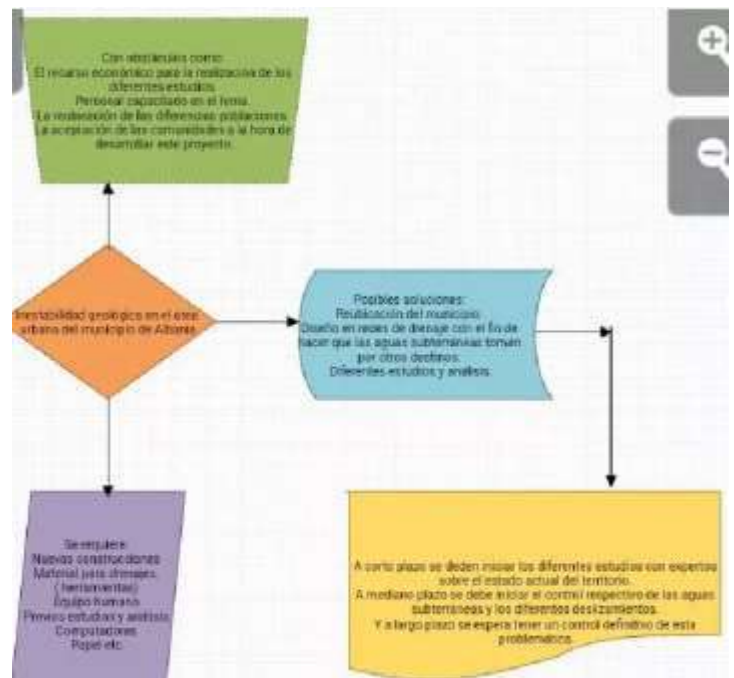 Con obstáculos como:
El recurso económico para la realización de los
diferentes estudios
Personal capacitado en el tema.
La reubicación de las diferencias poblaciones.
La aceptación de las comunidades a la hora de
desarrollar este proyecto.
Inestabilidad geológica en el área
urbana del municipio de Albania
Posibles soluciones:
Reubicación del municipio
Diseño en redes de drenaje con el fin de
hacer que las aguas subterráneas toman
por otros destinos.
Diferentes estudios y análisis.
Se requiere:
Nuevas construcciones
Material para drenajes,
( herramientas)
Equipo humano
Previos estudios y análisis
Computadores
Papel etc.
A corto plazo se deden iniciar los diferentes estudios con expertos
sobre el estado actual del territorio.
A mediano plazo se debe iniciar el control respectivo de las aguas
subterráneas y los diferentes deslizamientos.
Y a largo plazo se espera tener un control definitivo de esta
problemática.